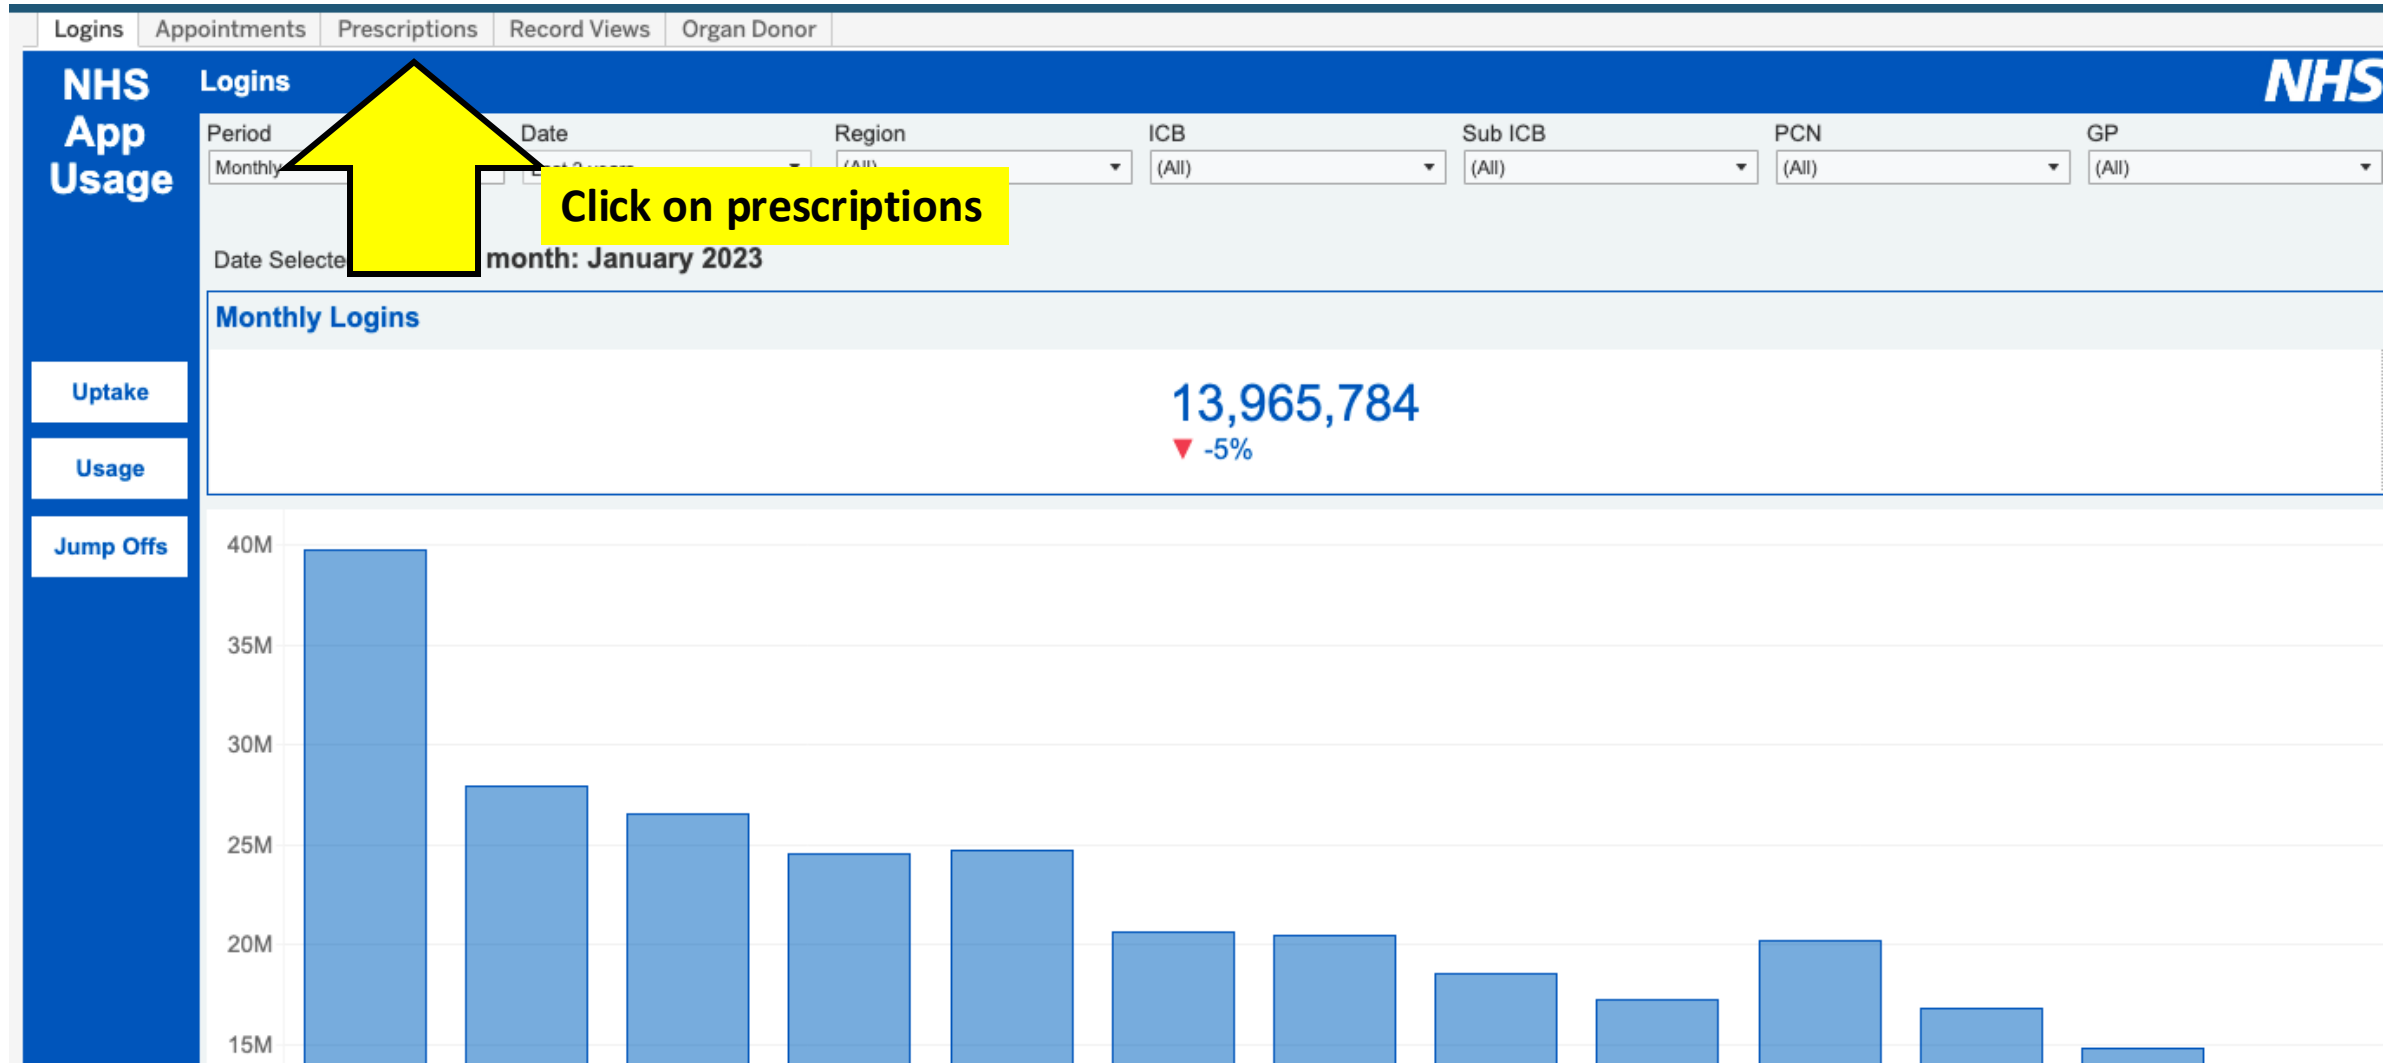 Logins Appointments Prescriptions Record Views Organ Donor
NHS App Usage
Logins
NHS
Period Date Region ICB Sub ICB PCN GP
Monthly (All) (All) (All) (All) (All)
Click on prescriptions
month: January 2023
Monthly Logins
13,965,784
▼ -5%
Uptake
Usage
Jump Offs
40M
35M
30M
25M
20M
15M